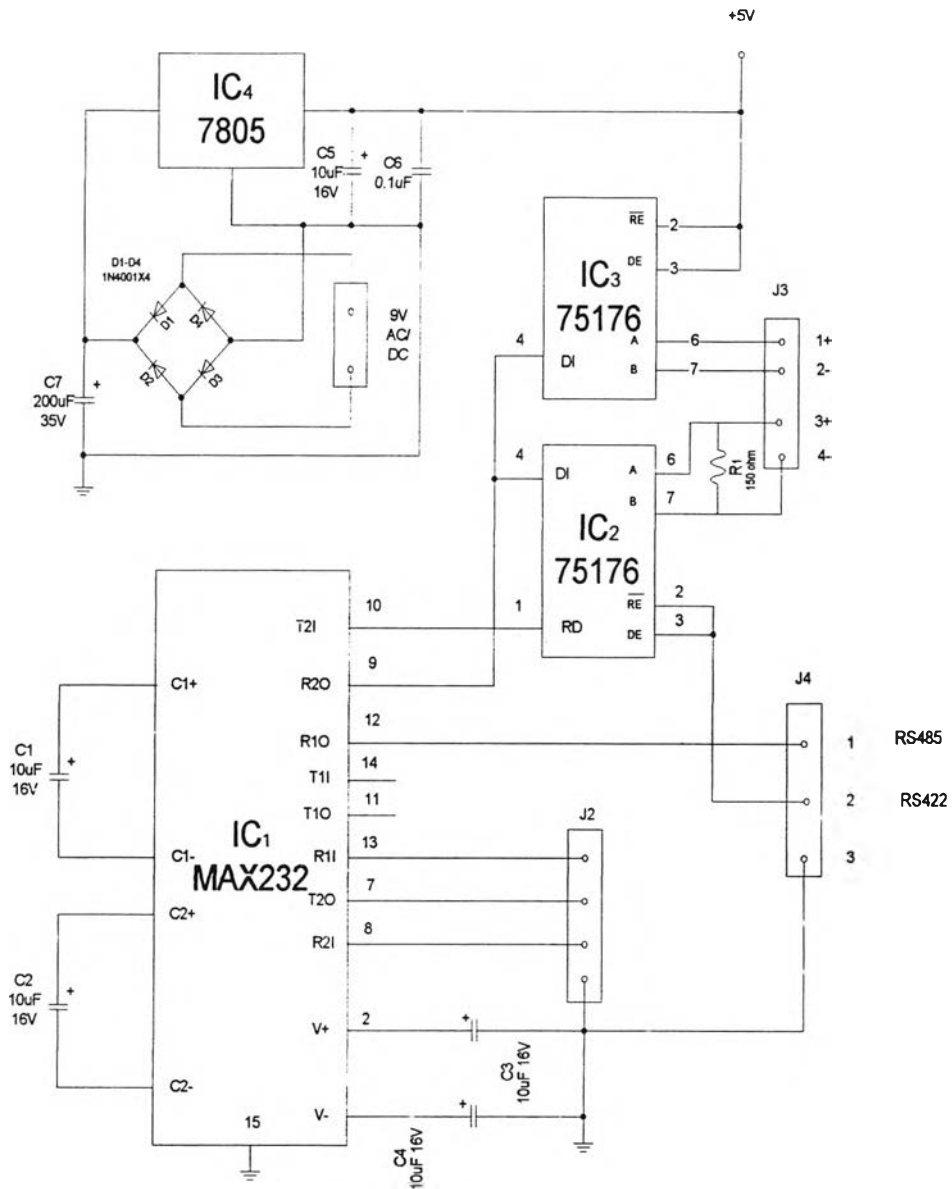 +5V
IC4
7805
C5
10uF
16V
+
C6
0.1uF
D1-D4
1N4001X4
D1
D4
D2
D3
9V
AC/
DC
C7
200uF
35V
+
RE
2
DE
3
IC3
75176
4
DI
A
6
B
7
J3
1+
2-
3+
4-
R1
150 ohm
4
DI
A
6
B
7
IC2
75176
RE
2
DE
3
1
RD
T2I
10
R2O
9
R1O
12
T1I
14
T1O
11
R1I
13
T2O
7
R2I
8
V+
2
V-
15
C1+
C1-
C2+
C2-
IC1
MAX232
C1
10uF
16V
+
C2
10uF
16V
+
+
C3
10uF 16V
+
C4
10uF 16V
J2
J4
1
RS485
2
RS422
3